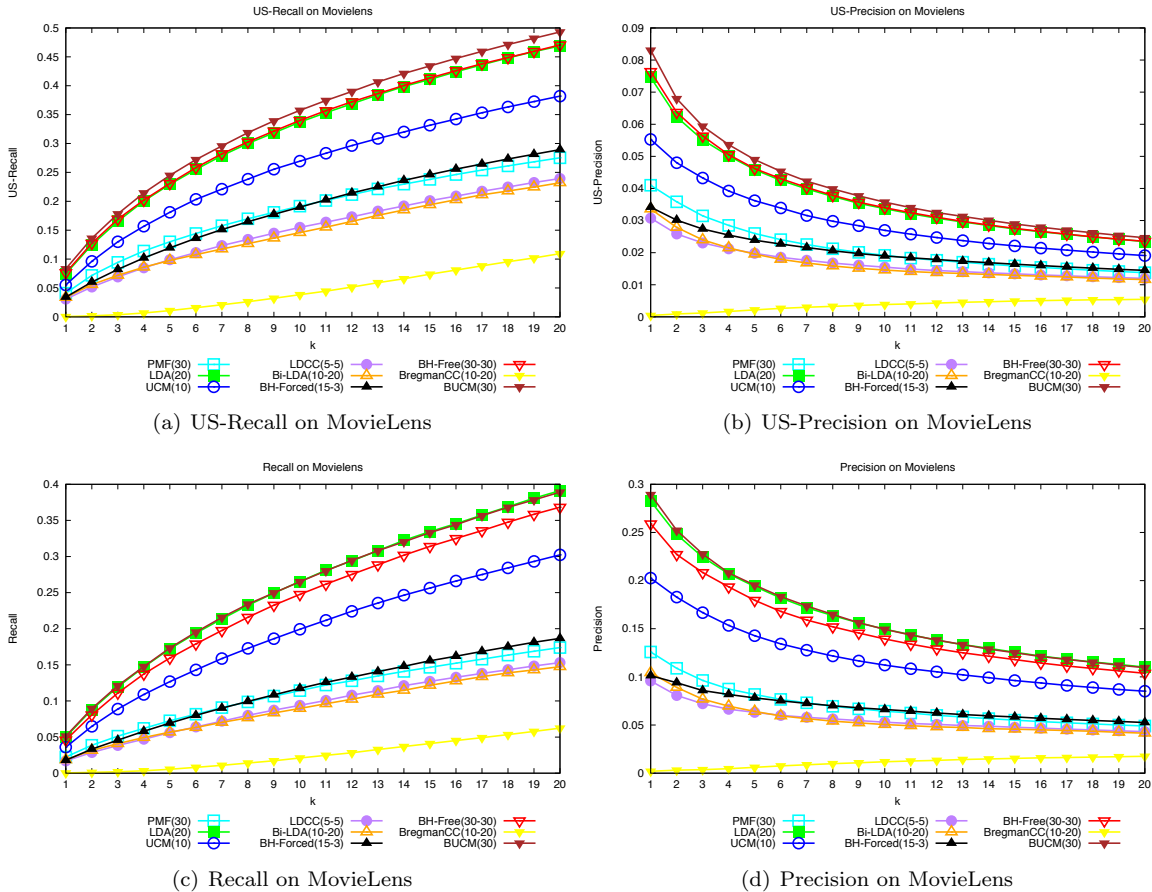 US-Recall on Movielens
US-Recall
0.5
0.45
0.4
0.35
0.3
0.25
0.2
0.15
0.1
0.05
0
1 2 3 4 5 6 7 8 9 10 11 12 13 14 15 16 17 18 19 20
k
PMF(30) LDCC(5-5) BH-Free(30-30)
LDA(20) Bi-LDA(10-20) BregmanCC(10-20)
UCM(10) BH-Forced(15-3) BUCM(30)
(a) US-Recall on MovieLens
US-Precision on Movielens
US-Precision
0.09
0.08
0.07
0.06
0.05
0.04
0.03
0.02
0.01
0
1 2 3 4 5 6 7 8 9 10 11 12 13 14 15 16 17 18 19 20
k
PMF(30) LDCC(5-5) BH-Free(30-30)
LDA(20) Bi-LDA(10-20) BregmanCC(10-20)
UCM(10) BH-Forced(15-3) BUCM(30)
(b) US-Precision on MovieLens
Recall on Movielens
Recall
0.4
0.35
0.3
0.25
0.2
0.15
0.1
0.05
0
1 2 3 4 5 6 7 8 9 10 11 12 13 14 15 16 17 18 19 20
k
PMF(30) LDCC(5-5) BH-Free(30-30)
LDA(20) Bi-LDA(10-20) BregmanCC(10-20)
UCM(10) BH-Forced(15-3) BUCM(30)
(c) Recall on MovieLens
Precision on Movielens
Precision
0.3
0.25
0.2
0.15
0.1
0.05
0
1 2 3 4 5 6 7 8 9 10 11 12 13 14 15 16 17 18 19 20
k
PMF(30) LDCC(5-5) BH-Free(30-30)
LDA(20) Bi-LDA(10-20) BregmanCC(10-20)
UCM(10) BH-Forced(15-3) BUCM(30)
(d) Precision on MovieLens